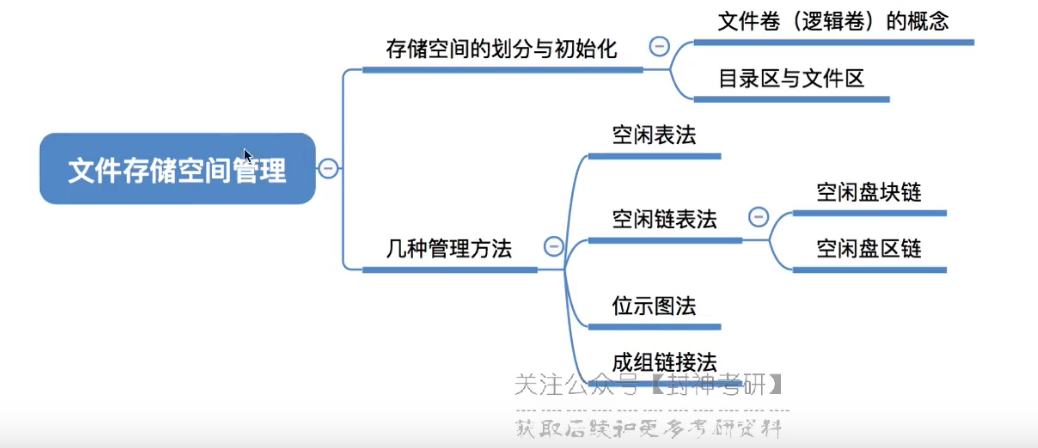 文件存储空间管理
存储空间的划分与初始化
文件卷（逻辑卷）的概念
目录区与文件区
几种管理方法
空闲表法
空闲链表法
空闲盘块链
空闲盘区链
位示图法
成组链接法
关注公众号【封神考研】
获取后续和更多考研资料